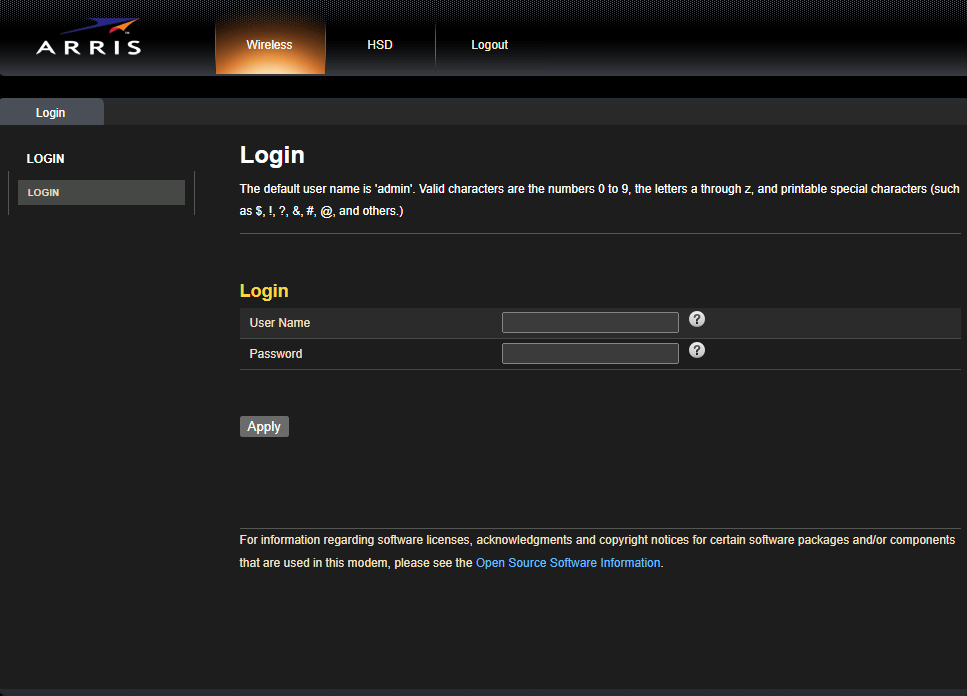 ARRIS
Wireless
HSD
Logout
Login
LOGIN
LOGIN
Login
The default user name is 'admin'. Valid characters are the numbers 0 to 9, the letters a through z, and printable special characters (such
as $, !, ?, &, #, @, and others.)
Login
User Name
?
Password
?
Apply
For information regarding software licenses, acknowledgments and copyright notices for certain software packages and/or components
that are used in this modem, please see the Open Source Software Information.